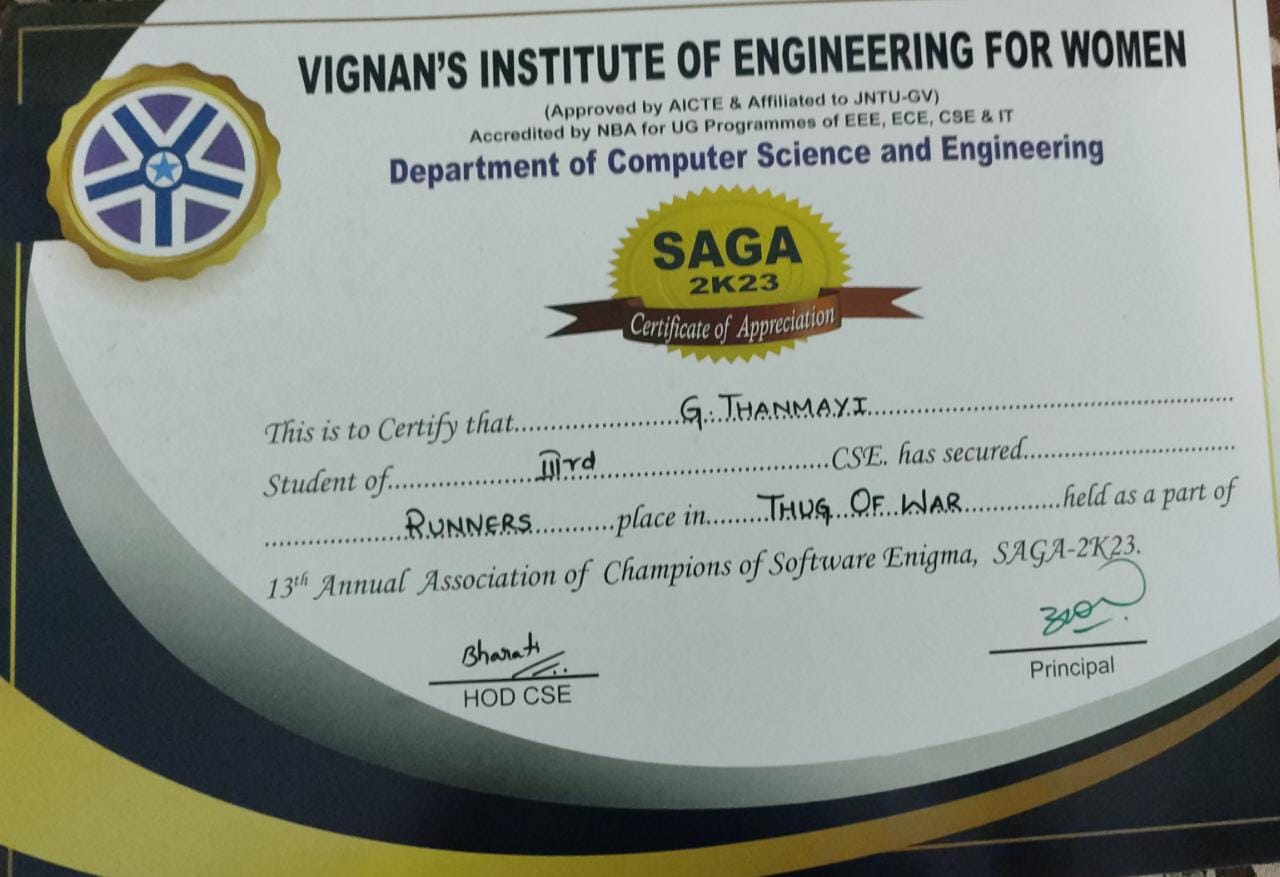 VIGNAN'S INSTITUTE OF ENGINEERING FOR WOMEN
(Approved by AICTE & Affiliated to JNTU-GV)
Accredited by NBA for UG Programmes of EEE, ECE, CSE & IT
Department of Computer Science and Engineering
SAGA
2K23
Certificate of Appreciation
This is to Certify that......G. THANMAYI......
Student of......IIIrd......CSE. has secured......
......RUNNERS......place in......THUG OF WAR......held as a part of
13th Annual Association of Champions of Software Enigma, SAGA-2K23.
Bharati
HOD CSE
Principal